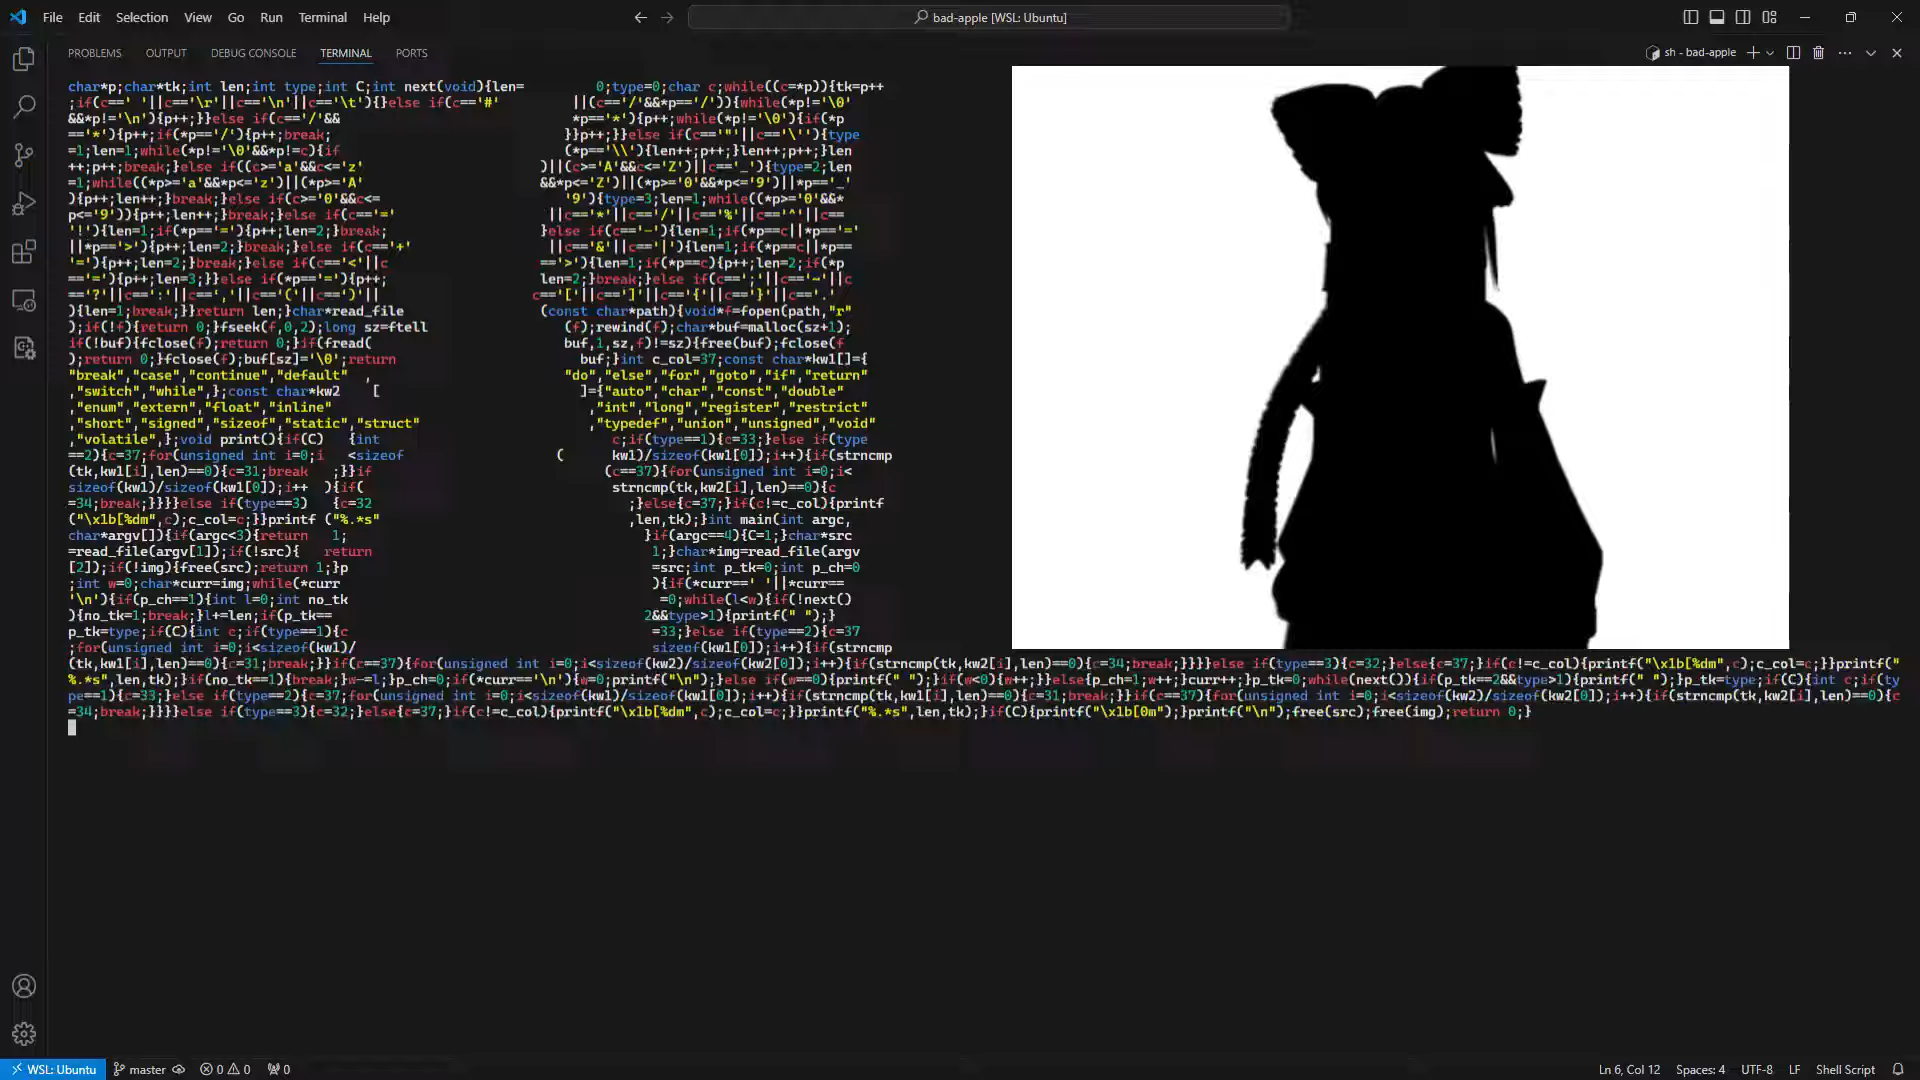 File Edit Selection View Go Run Terminal Help
bad-apple [WSL: Ubuntu]
PROBLEMS OUTPUT DEBUG CONSOLE TERMINAL PORTS
sh - bad-apple
char*p;char*tk;int len;int type;int C;int next(void){len= 0;type=0;char c;while((c=*p)){tk=p++
;if(c==' '||c=='\r'||c=='\n'||c=='\t'){}else if(c=='#' ||(c=='/'&&*p=='/')){while(*p!='\0'
&&*p!='\n'){p++;}}else if(c=='/'&& *p=='*'){p++;while(*p!='\0'){if(*p
=='*'){p++;if(*p=='/'){p++;break; }}p++;}}else if(c=='"'||c=='\''){type
=1;len=1;while(*p!='\0'&&*p!=c){if (*p=='\\'){len++;p++;}len++;p++;}len
++;p++;break;}else if((c>='a'&&c<='z' )||(c>='A'&&c<='Z')||c=='_'){type=2;len
=1;while((*p>='a'&&*p<='z')||(*p>='A' &&*p<='Z')||(*p>='0'&&*p<='9')||*p=='_'
){p++;len++;}break;}else if(c>='0'&&c<= '9'){type=3;len=1;while((*p>='0'&&*
p<='9')){p++;len++;}break;}else if(c=='=' ||c=='*'||c=='/'||c=='%'||c=='^'||c==
'!'){len=1;if(*p=='='){p++;len=2;}break; }else if(c=='-'){len=1;if(*p==c||*p=='='
||*p=='>'){p++;len=2;}break;}else if(c=='+' ||c=='&'||c=='|'){len=1;if(*p==c||*p==
'='){p++;len=2;}break;}else if(c=='<'||c =='>'){len=1;if(*p==c){p++;len=2;if(*p
=='='){p++;len=3;}}else if(*p=='='){p++; len=2;}break;}else if(c==';'||c=='~'||c
=='?'||c==':'||c==','||c=='('||c==')'|| c=='['||c==']'||c=='{'||c=='}'||c=='.'
){len=1;break;}}return len;}char*read_file (const char*path){void*f=fopen(path,"r"
);if(!f){return 0;}fseek(f,0,2);long sz=ftell (f);rewind(f);char*buf=malloc(sz+1);
if(!buf){fclose(f);return 0;}if(fread( buf,1,sz,f)!=sz){free(buf);fclose(f
);return 0;}fclose(f);buf[sz]='\0';return buf;}int c_col=37;const char*kw1[]={
"break","case","continue","default" , "do","else","for","goto","if","return"
,"switch","while",};const char*kw2 [ ]={"auto","char","const","double"
,"enum","extern","float","inline" ,"int","long","register","restrict"
,"short","signed","sizeof","static","struct" ,"typedef","union","unsigned","void"
,"volatile",};void print(){if(C) {int c;if(type==1){c=33;}else if(type
==2){c=37;for(unsigned int i=0;i <sizeof ( kw1)/sizeof(kw1[0]);i++){if(strncmp
(tk,kw1[i],len)==0){c=31;break ;}}if (c==37){for(unsigned int i=0;i<
sizeof(kw2)/sizeof(kw2[0]);i++ ){if( strncmp(tk,kw2[i],len)==0){c
=34;break;}}}}else if(type==3) {c=32 ;}else{c=37;}if(c!=c_col){printf
("\x1b[%dm",c);c_col=c;}}printf ("%.*s" ,len,tk);}int main(int argc,
char*argv[]){if(argc<3){return 1; }if(argc==4){C=1;}char*src
=read_file(argv[1]);if(!src){ return 1;}char*img=read_file(argv
[2]);if(!img){free(src);return 1;}p =src;int p_tk=0;int p_ch=0
;int w=0;char*curr=img;while(*curr ){if(*curr==' '||*curr==
'\n'){if(p_ch==1){int l=0;int no_tk =0;while(l<w){if(!next()
){no_tk=1;break;}l+=len;if(p_tk== 2&&type>1){printf(" ");}
p_tk=type;if(C){int c;if(type==1){c =33;}else if(type==2){c=37
;for(unsigned int i=0;i<sizeof(kw1)/ sizeof(kw1[0]);i++){if(strncmp
(tk,kw1[i],len)==0){c=31;break;}}if(c==37){for(unsigned int i=0;i<sizeof(kw2)/sizeof(kw2[0]);i++){if(strncmp(tk,kw2[i],len)==0){c=34;break;}}}}else if(type==3){c=32;}else{c=37;}if(c!=c_col){printf("\x1b[%dm",c);c_col=c;}}printf("
%.*s",len,tk);}if(no_tk==1){break;}w-=l;}p_ch=0;if(*curr=='\n'){w=0;printf("\n");}else if(w==0){printf(" ");}if(w<0){w++;}}else{p_ch=1;w++;}curr++;}p_tk=0;while(next()){if(p_tk==2&&type>1){printf(" ");}p_tk=type;if(C){int c;if(ty
pe==1){c=33;}else if(type==2){c=37;for(unsigned int i=0;i<sizeof(kw1)/sizeof(kw1[0]);i++){if(strncmp(tk,kw1[i],len)==0){c=31;break;}}if(c==37){for(unsigned int i=0;i<sizeof(kw2)/sizeof(kw2[0]);i++){if(strncmp(tk,kw2[i],len)==0){c
=34;break;}}}}else if(type==3){c=32;}else{c=37;}if(c!=c_col){printf("\x1b[%dm",c);c_col=c;}}printf("%.*s",len,tk);}if(C){printf("\x1b[0m");}printf("\n");free(src);free(img);return 0;}
WSL: Ubuntu master 0 0 0 Ln 6, Col 12 Spaces: 4 UTF-8 LF Shell Script